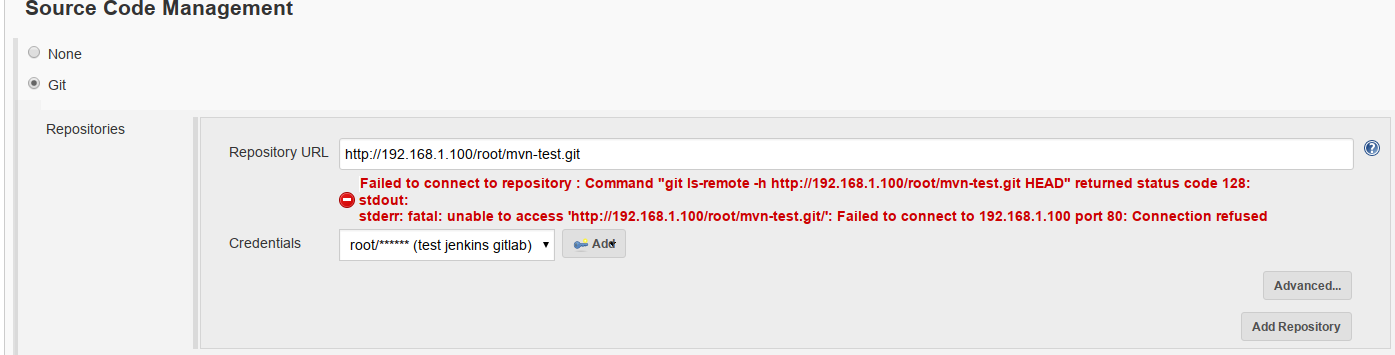 Source Code Management
None
Git
Repositories
Repository URL
http://192.168.1.100/root/mvn-test.git
Failed to connect to repository : Command "git ls-remote -h http://192.168.1.100/root/mvn-test.git HEAD" returned status code 128:
stdout:
stderr: fatal: unable to access 'http://192.168.1.100/root/mvn-test.git/': Failed to connect to 192.168.1.100 port 80: Connection refused
Credentials
root/****** (test jenkins gitlab)
Add
Advanced...
Add Repository